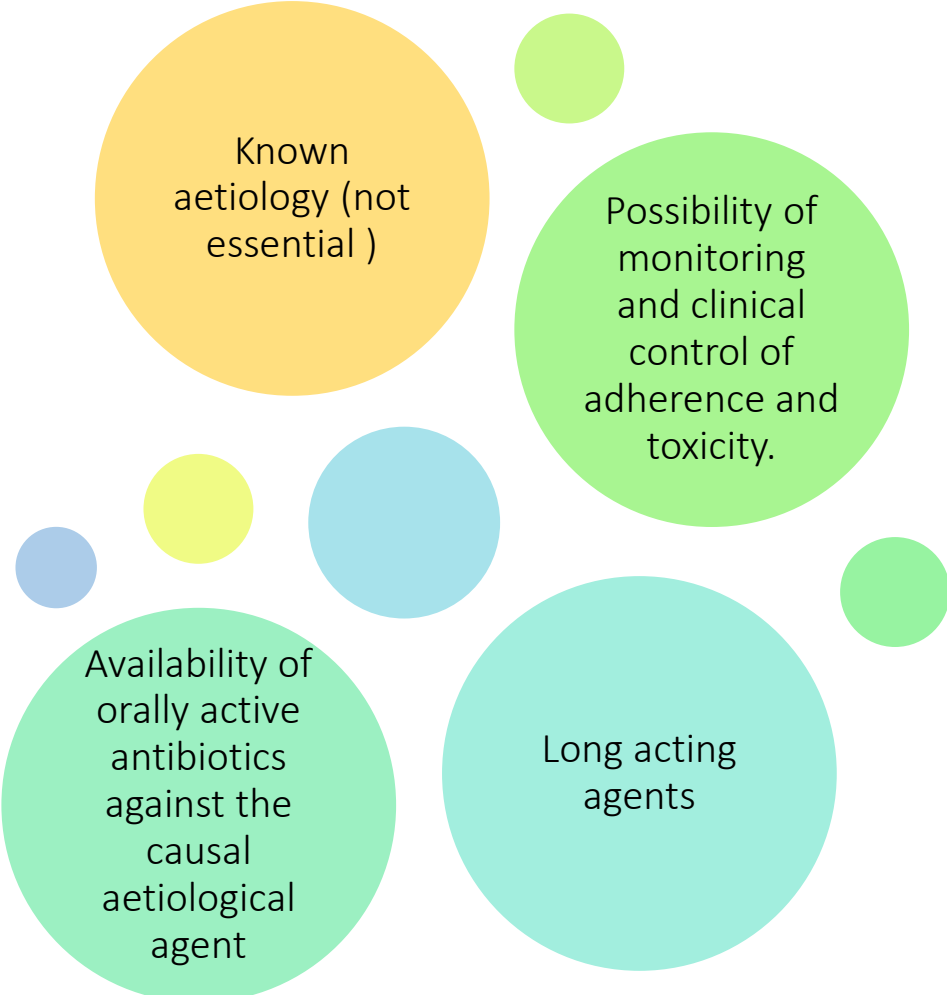 Known
aetiology (not
essential )
Possibility of
monitoring
and clinical
control of
adherence and
toxicity.
Availability of
orally active
antibiotics
against the
causal
aetiological
agent
Long acting
agents